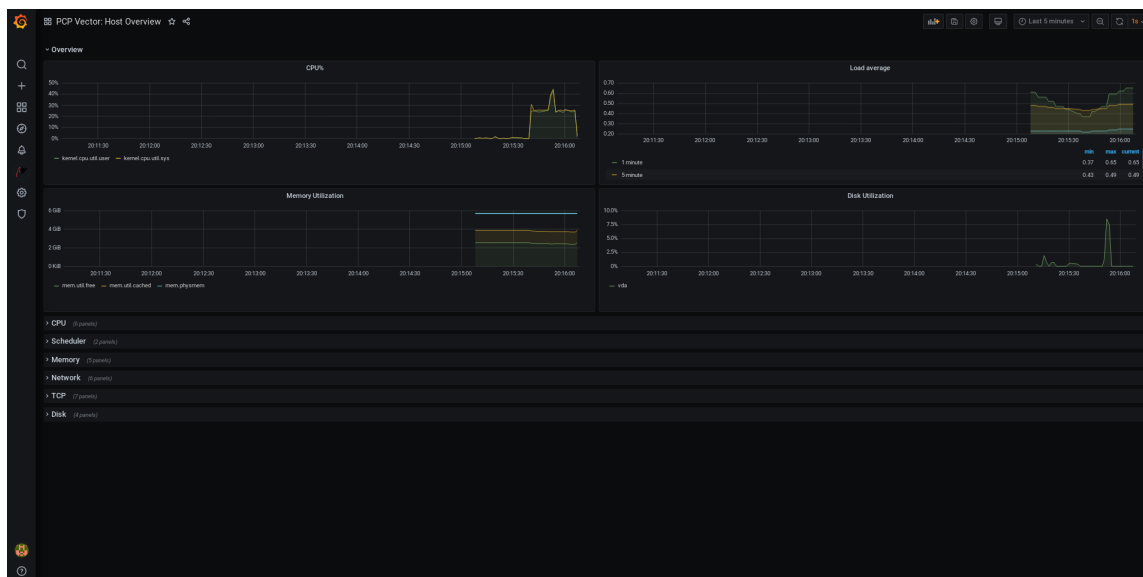 PCP Vector: Host Overview
Last 5 minutes
1s
Overview
CPU%
50%
40%
30%
20%
10%
0%
20:11:30 20:12:00 20:12:30 20:13:00 20:13:30 20:14:00 20:14:30 20:15:00 20:15:30 20:16:00
kernel.cpu.util.user kernel.cpu.util.sys
Load average
0.70
0.60
0.50
0.40
0.30
0.20
20:11:30 20:12:00 20:12:30 20:13:00 20:13:30 20:14:00 20:14:30 20:15:00 20:15:30 20:16:00
min max current
1 minute 0.37 0.65 0.65
5 minute 0.43 0.49 0.49
Memory Utilization
6 GiB
4 GiB
2 GiB
0 KiB
20:11:30 20:12:00 20:12:30 20:13:00 20:13:30 20:14:00 20:14:30 20:15:00 20:15:30 20:16:00
mem.util.free mem.util.cached mem.physmem
Disk Utilization
10.0%
7.5%
5.0%
2.5%
0%
20:11:30 20:12:00 20:12:30 20:13:00 20:13:30 20:14:00 20:14:30 20:15:00 20:15:30 20:16:00
vda
CPU (6 panels)
Scheduler (2 panels)
Memory (5 panels)
Network (6 panels)
TCP (7 panels)
Disk (4 panels)